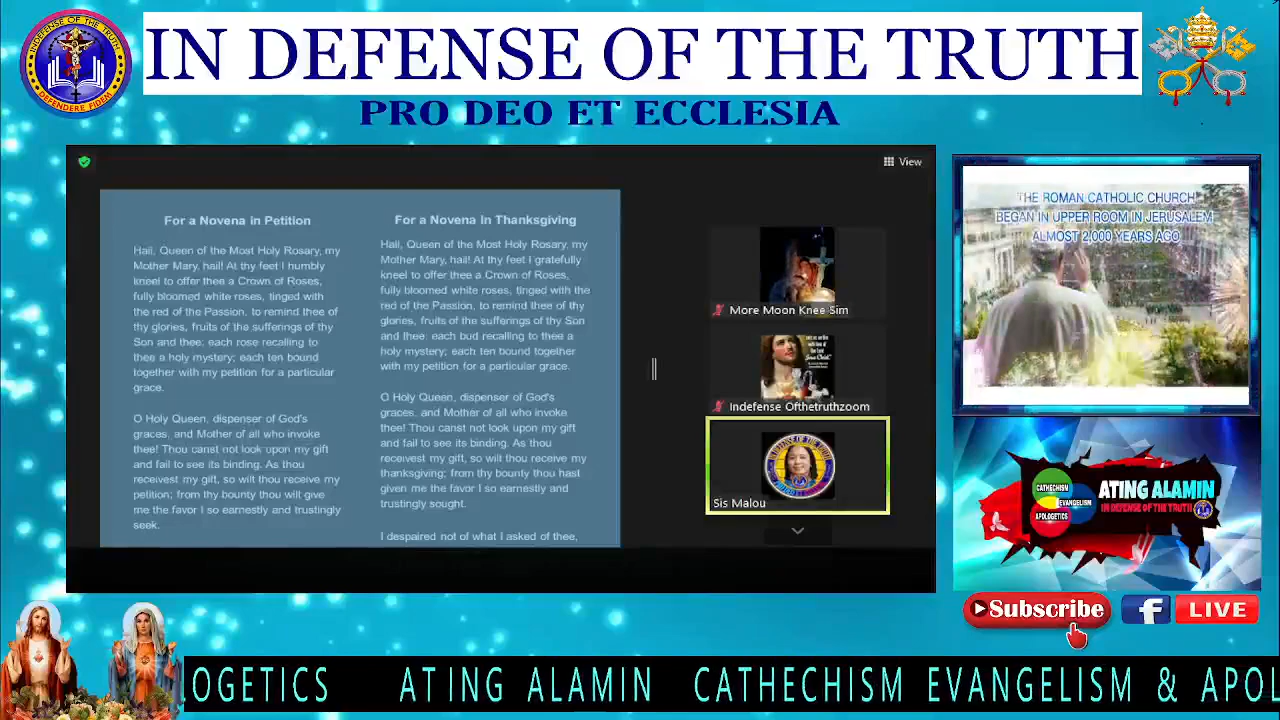 IN DEFENSE OF THE TRUTH
PRO DEO ET ECCLESIA
INDEFENSE OF THE TRUTH
DEFENDERE FIDEM
View
For a Novena in Petition
Hail, Queen of the Most Holy Rosary, my
Mother Mary, hail! At thy feet I humbly
kneel to offer thee a Crown of Roses,
fully bloomed white roses, tinged with
the red of the Passion, to remind thee of
thy glories, fruits of the sufferings of thy
Son and thee; each rose recalling to
thee a holy mystery; each ten bound
together with my petition for a particular
grace.
O Holy Queen, dispenser of God's
graces, and Mother of all who invoke
thee! Thou canst not look upon my gift
and fail to see its binding. As thou
receivest my gift, so wilt thou receive my
petition; from thy bounty thou will give
me the favor I so earnestly and trustingly
seek.
For a Novena in Thanksgiving
Hail, Queen of the Most Holy Rosary, my
Mother Mary, hail! At thy feet I gratefully
kneel to offer thee a Crown of Roses,
fully bloomed white roses, tinged with the
red of the Passion, to remind thee of thy
glories, fruits of the sufferings of thy Son
and thee; each bud recalling to thee a
holy mystery; each ten bound together
with my petition for a particular grace.
O Holy Queen, dispenser of God's
graces, and Mother of all who invoke
thee! Thou canst not look upon my gift
and fail to see its binding. As thou
receivest my gift, so wilt thou receive my
thanksgiving; from thy bounty thou hast
given me the favor I so earnestly and
trustingly sought.
I despaired not of what I asked of thee,
More Moon Knee Sim
Indefense Ofthetruthzoom
Sis Malou
THE ROMAN CATHOLIC CHURCH
BEGAN IN UPPER ROOM IN JERUSALEM
ALMOST 2,000 YEARS AGO
CATHECHISM
EVANGELISM
APOLOGETICS
ATING ALAMIN
IN DEFENSE OF THE TRUTH
Subscribe
f
LIVE
.OGETICS ATING ALAMIN CATHECHISM EVANGELISM & APOL